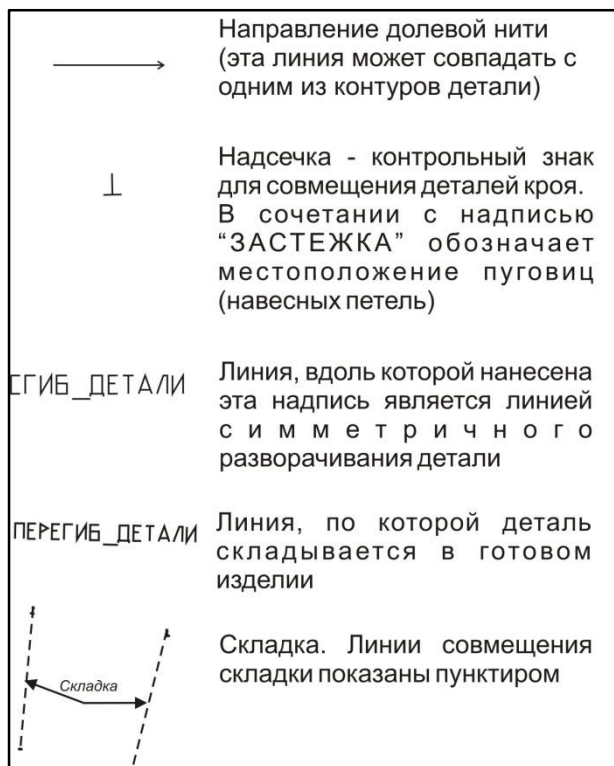 Направление долевой нити
(эта линия может совпадать с
одним из контуров детали)
Надсечка - контрольный знак
для совмещения деталей кроя.
В сочетании с надписью
“ЗАСТЕЖКА” обозначает
местоположение пуговиц
(навесных петель)
СГИБ_ДЕТАЛИ
Линия, вдоль которой нанесена
эта надпись является линией
симметричного
разворачивания детали
ПЕРЕГИБ_ДЕТАЛИ
Линия, по которой деталь
складывается в готовом
изделии
Складка
Складка. Линии совмещения
складки показаны пунктиром